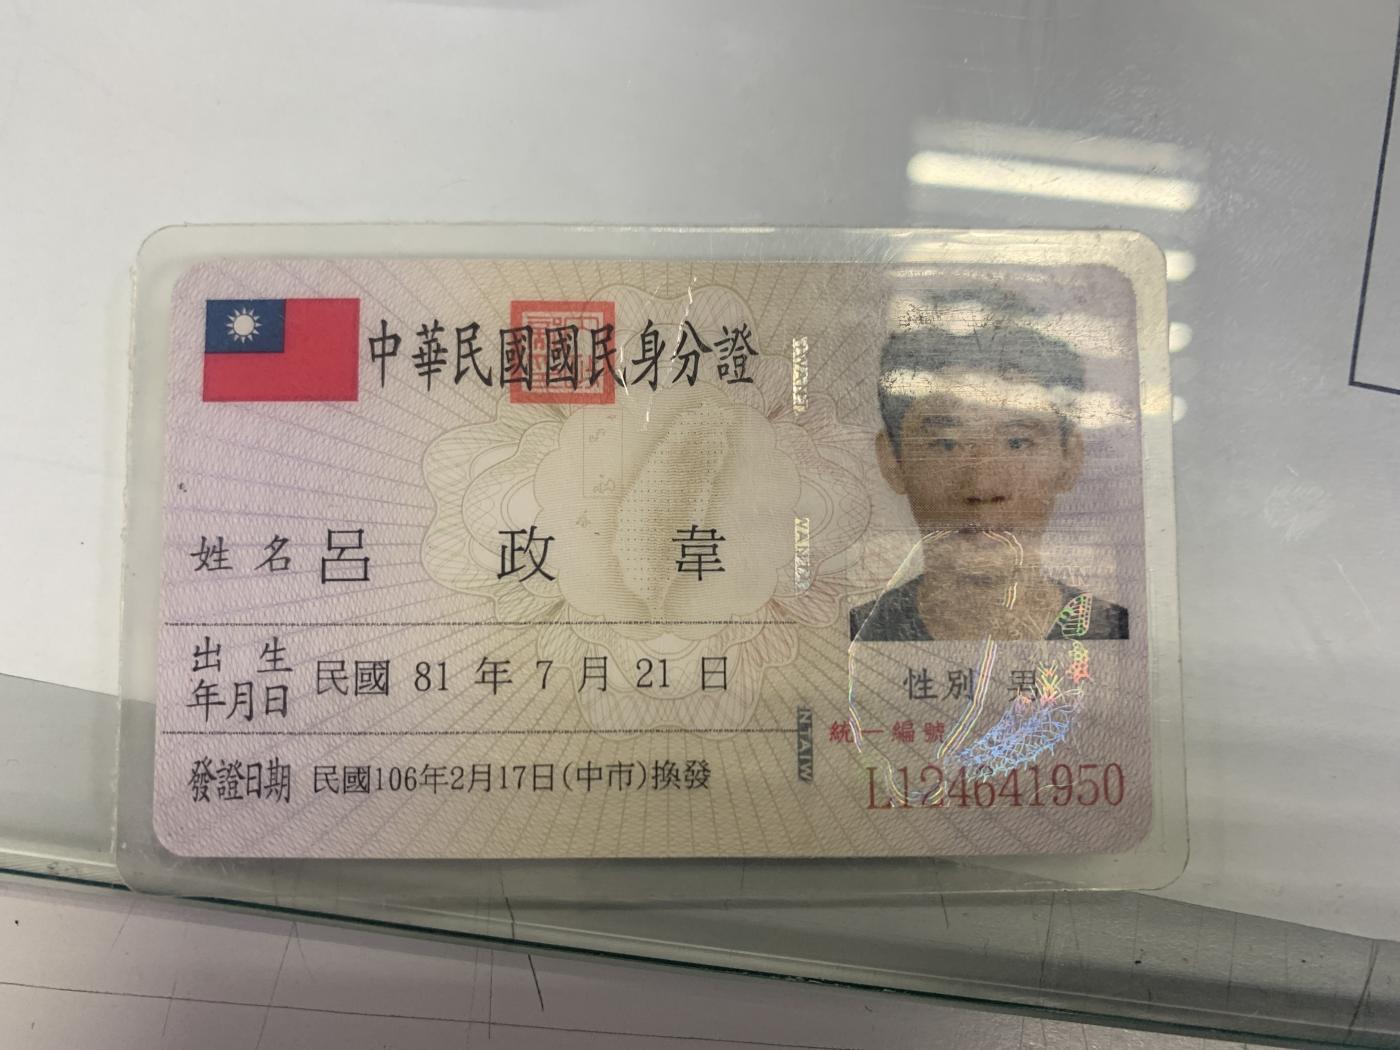 中華民國國民身分證
姓名 呂政韋
出生年月日 民國 81 年 7 月 21 日
發證日期 民國106年2月17日(中市)換發
性別 男
統一編號
L124641950